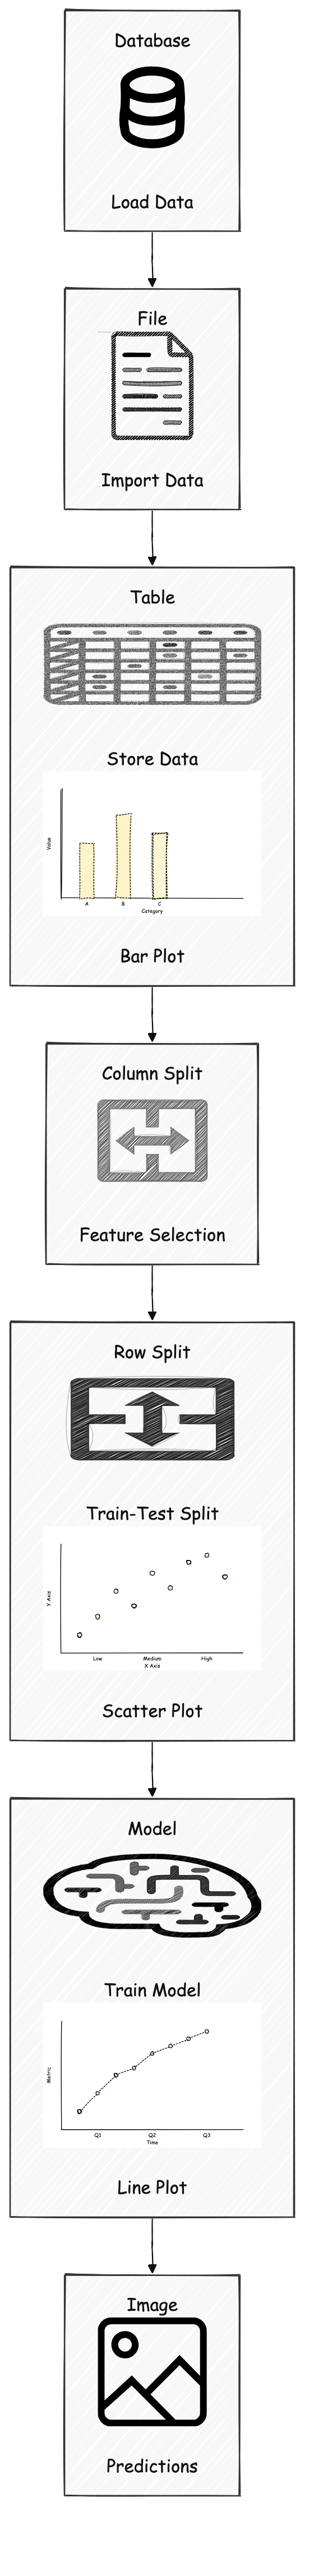 Database
Load Data
File
Import Data
Table
Store Data
Value
A B C
Category
Bar Plot
Column Split
Feature Selection
Row Split
Train-Test Split
Y Axis
Low Medium High
X Axis
Scatter Plot
Model
Train Model
Metric
Q1 Q2 Q3
Time
Line Plot
Image
Predictions